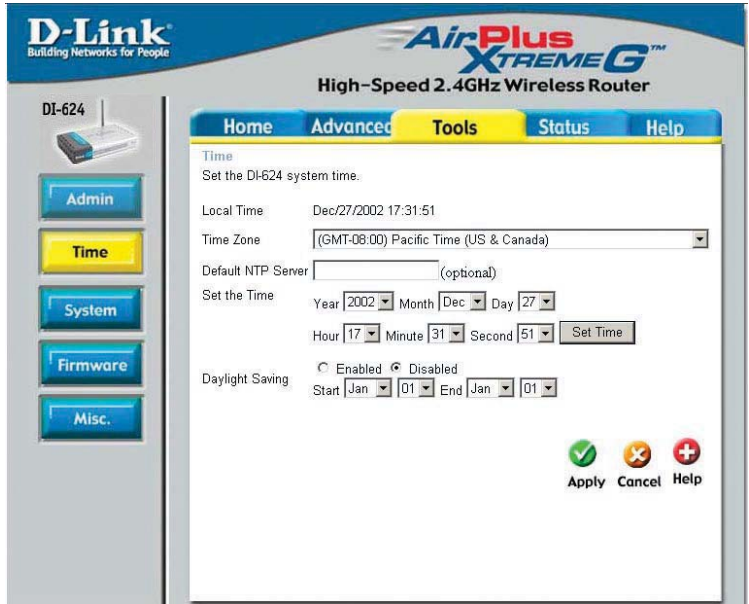 D-Link
Building Networks for People
AirPlus
XTREME G™
High-Speed 2.4GHz Wireless Router
DI-624
Home Advanced Tools Status Help
Admin
Time
System
Firmware
Misc.
Time
Set the DI-624 system time.
Local Time Dec/27/2002 17:31:51
Time Zone (GMT-08:00) Pacific Time (US & Canada)
Default NTP Server (optional)
Set the Time Year 2002 Month Dec Day 27
Hour 17 Minute 31 Second 51 Set Time
Daylight Saving Enabled Disabled
Start Jan 01 End Jan 01
Apply Cancel Help